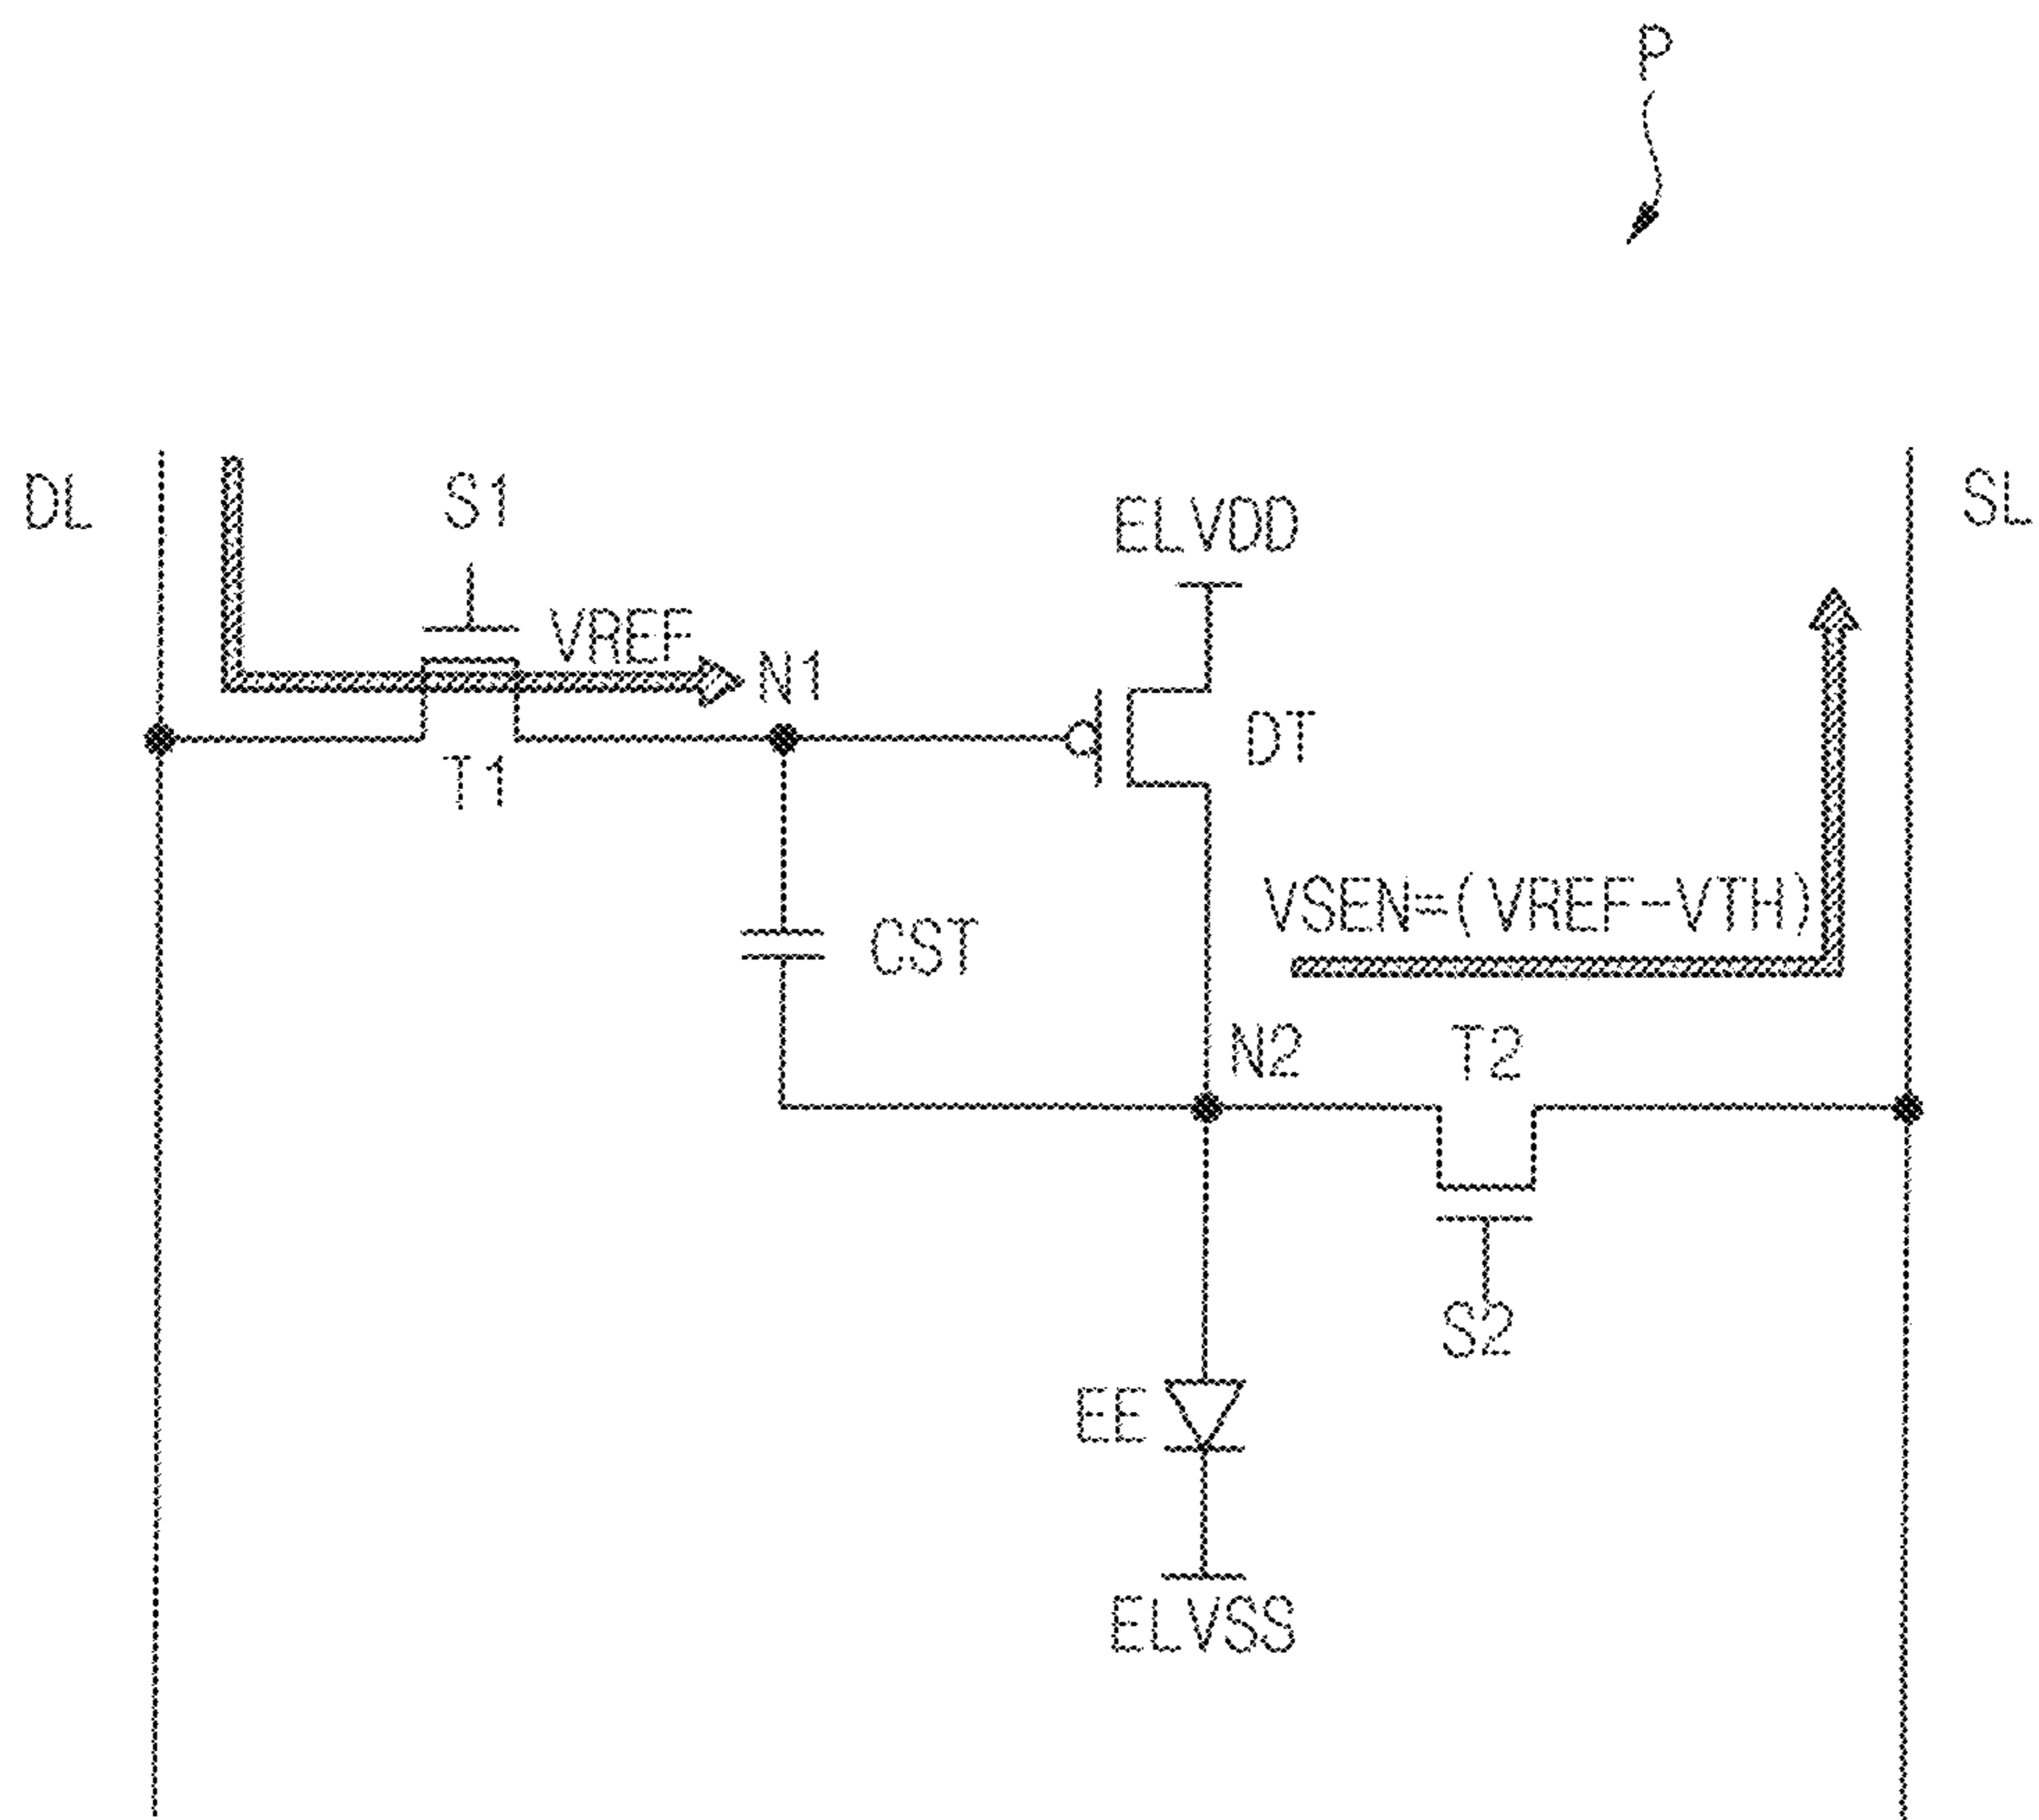 P
DL
S1
ELVDD
SL
VREF
N1
DT
T1
CST
VSEN=(VREF-VTH)
N2
T2
S2
EE
ELVSS